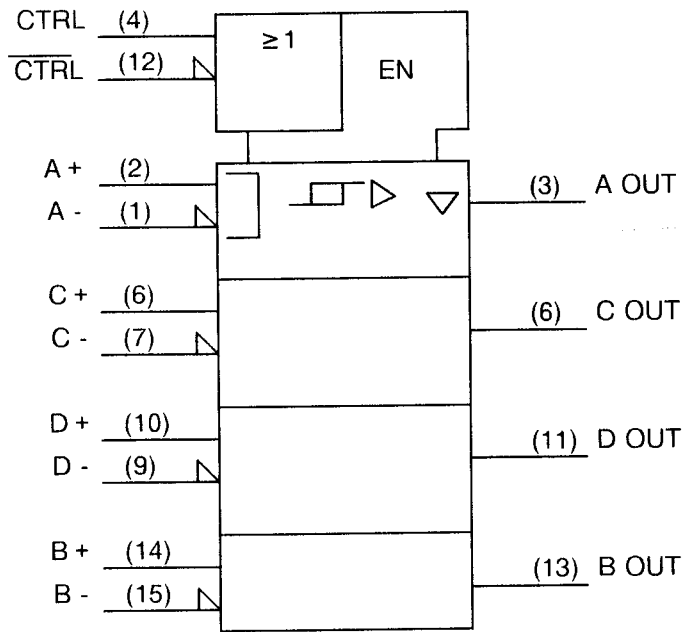 CTRL (4)
≥1
EN
C̅T̅R̅L̅ (12)
A+ (2)
(3) A OUT
A- (1)
C+ (6)
(6) C OUT
C- (7)
D+ (10)
(11) D OUT
D- (9)
B+ (14)
(13) B OUT
B- (15)